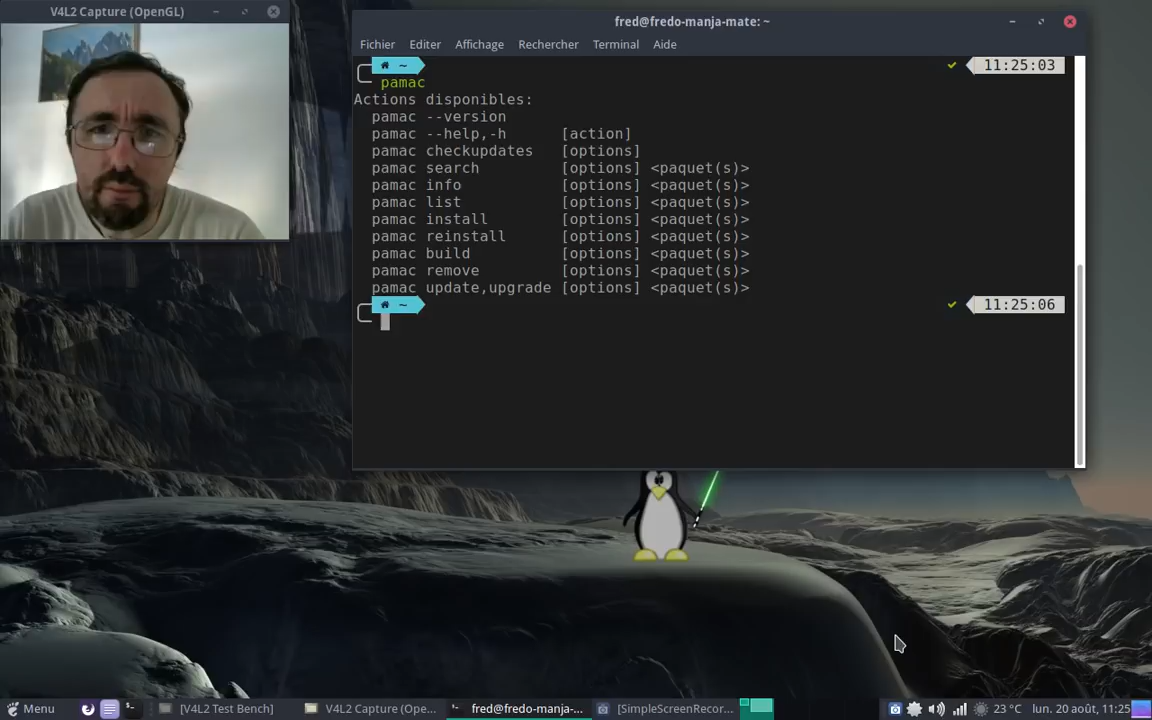 V4L2 Capture (OpenGL)
fred@fredo-manja-mate: ~
Fichier Editer Affichage Rechercher Terminal Aide
~ 11:25:03
pamac
Actions disponibles:
pamac --version
pamac --help,-h [action]
pamac checkupdates [options]
pamac search [options] <paquet(s)>
pamac info [options] <paquet(s)>
pamac list [options] <paquet(s)>
pamac install [options] <paquet(s)>
pamac reinstall [options] <paquet(s)>
pamac build [options] <paquet(s)>
pamac remove [options] <paquet(s)>
pamac update,upgrade [options] <paquet(s)>
~ 11:25:06
Menu [V4L2 Test Bench] V4L2 Capture (Ope... fred@fredo-manja-... [SimpleScreenRecor... 23 °C lun. 20 août, 11:25